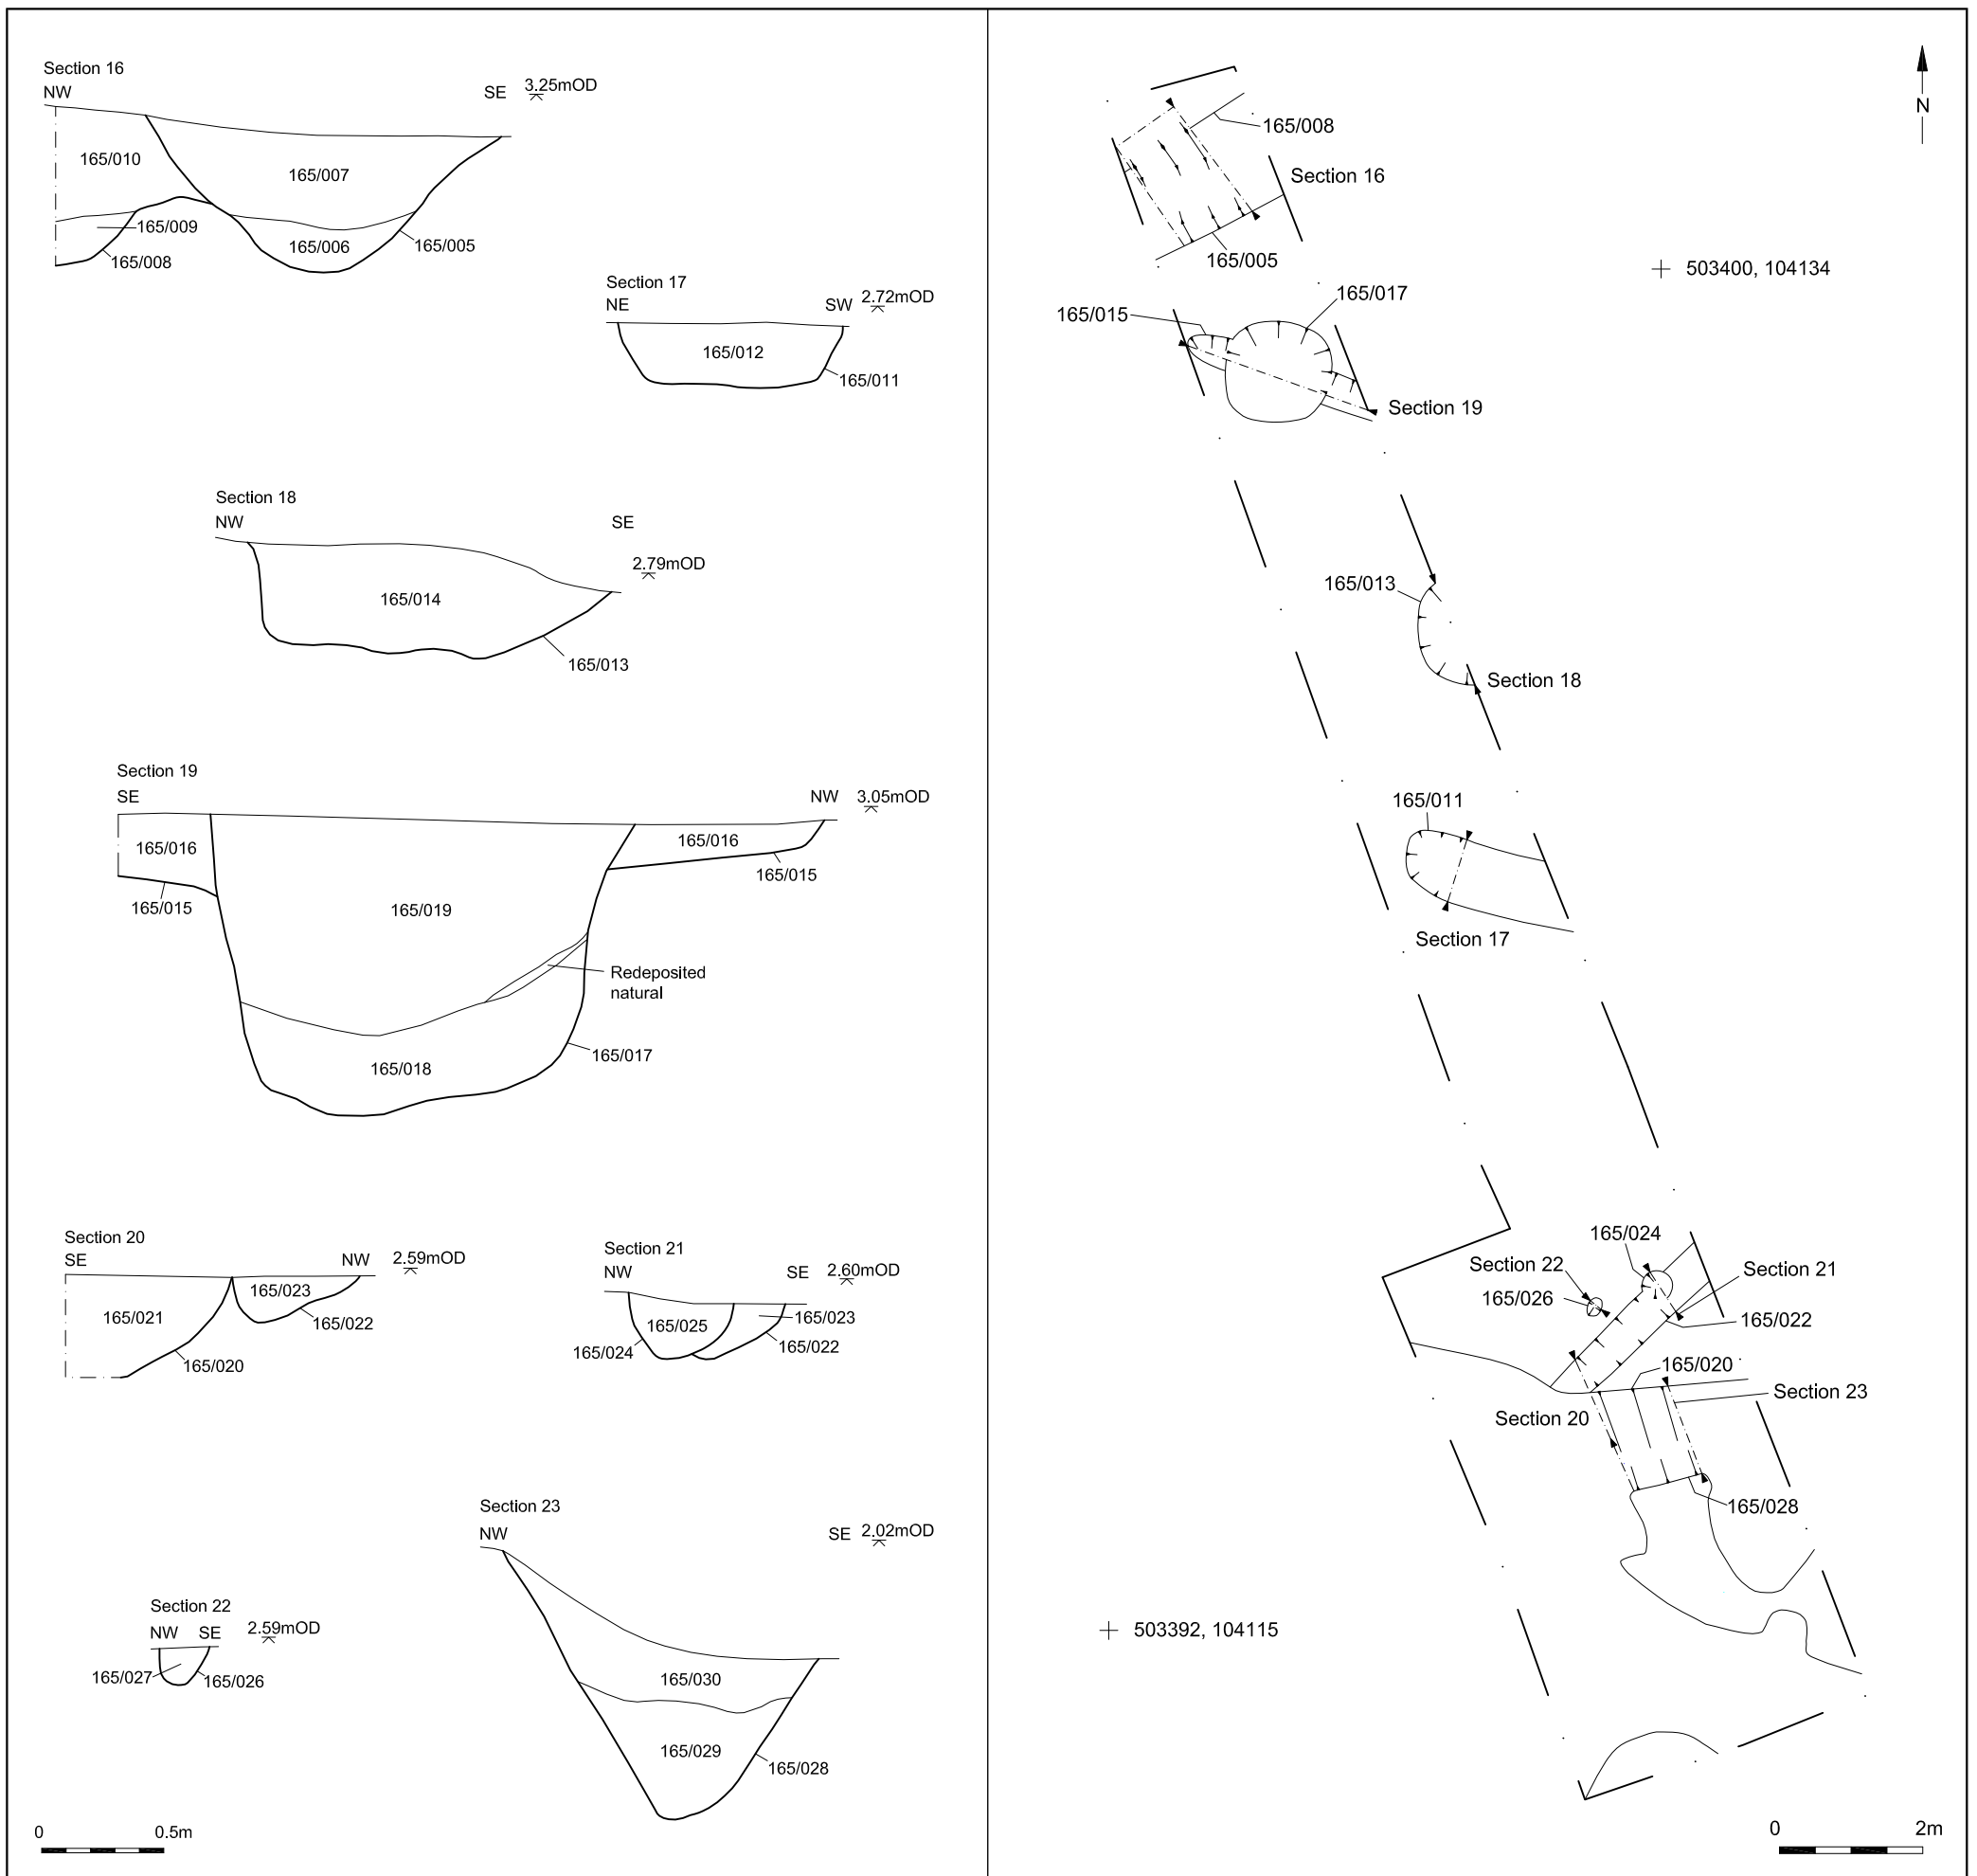 Section 16
NW
SE 3.25mOD
165/010
165/007
165/009
165/006
165/005
165/008
Section 17
NE
SW 2.72mOD
165/012
165/011
Section 18
NW
SE
2.79mOD
165/014
165/013
Section 19
SE
NW 3.05mOD
165/016
165/016
165/015
165/015
165/019
Redeposited
natural
165/017
165/018
Section 20
SE
NW 2.59mOD
165/023
165/021
165/022
165/020
Section 21
NW
SE 2.60mOD
165/025
165/023
165/024
165/022
Section 22
NW SE 2.59mOD
165/027
165/026
Section 23
NW
SE 2.02mOD
165/030
165/029
165/028
0 0.5m
N
165/008
Section 16
165/005
503400, 104134
165/017
165/015
Section 19
165/013
Section 18
165/011
Section 17
165/024
Section 22
Section 21
165/026
165/022
165/020
Section 23
Section 20
165/028
503392, 104115
0 2m